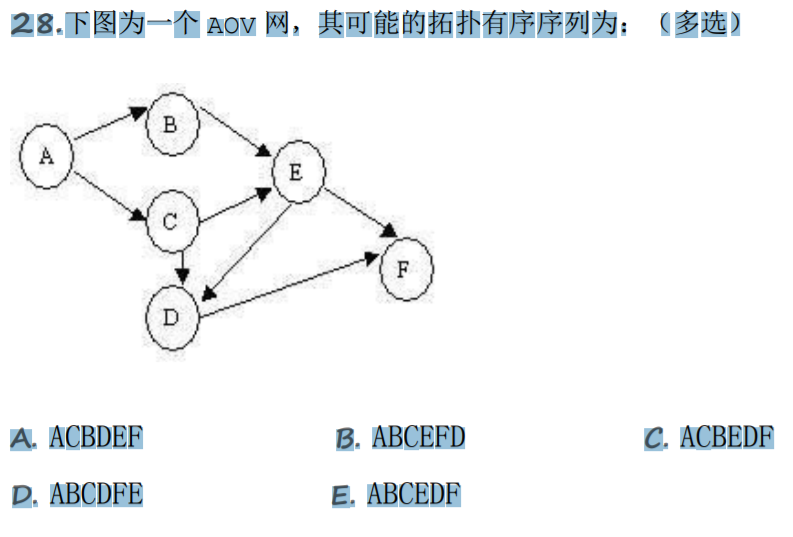 28.下图为一个 AOV 网，其可能的拓扑有序序列为：（多选）
B
A
E
C
F
D
A. ACBDEF B. ABCEFD C. ACBEDF
D. ABCDFE E. ABCEDF